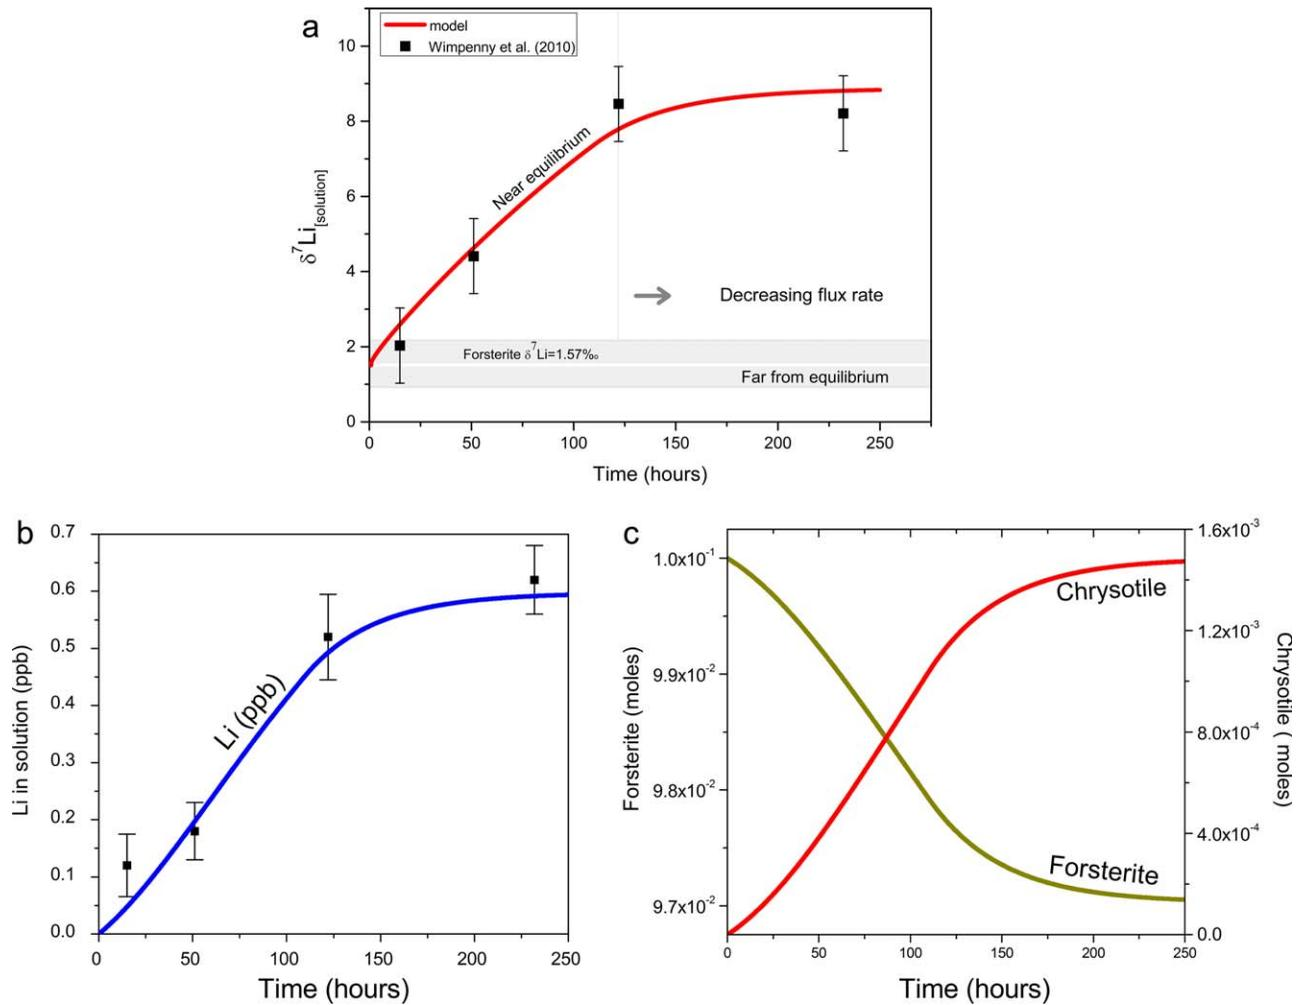 a
model
Wimpenny et al. (2010)
10
8
6
4
2
0
δ⁷Li[solution]
Near equilibrium
Decreasing flux rate
Forsterite δ⁷Li=1.57‰
Far from equilibrium
0 50 100 150 200 250
Time (hours)
b
0.7
0.6
0.5
0.4
0.3
0.2
0.1
0.0
Li in solution (ppb)
Li (ppb)
0 50 100 150 200 250
Time (hours)
c
1.0x10⁻¹
9.9x10⁻²
9.8x10⁻²
9.7x10⁻²
Forsterite (moles)
Chrysotile
Forsterite
1.6x10⁻³
1.2x10⁻³
8.0x10⁻⁴
4.0x10⁻⁴
0.0
Chrysotile ( moles)
0 50 100 150 200 250
Time (hours)